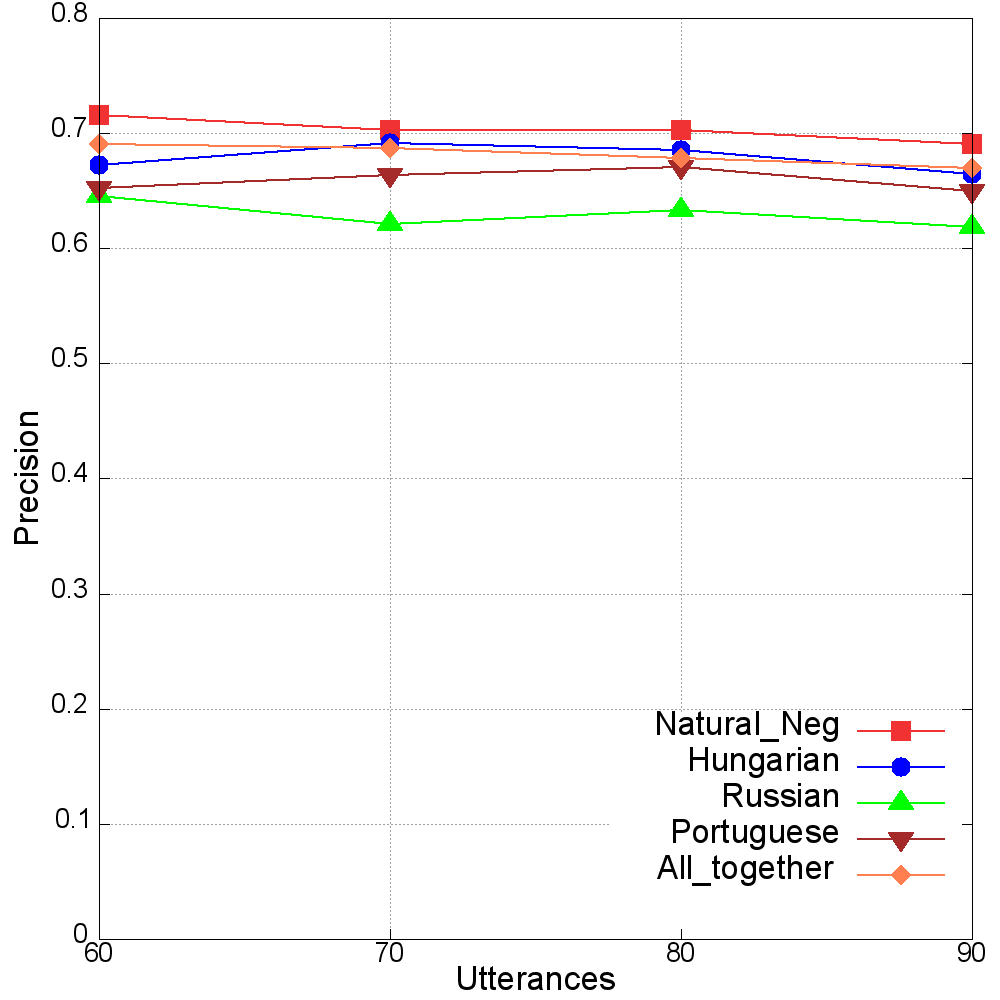 0.8
0.7
0.6
0.5
0.4
0.3
0.2
0.1
0
Precision
Natural_Neg
Hungarian
Russian
Portuguese
All_together
60 70 80 90
Utterances